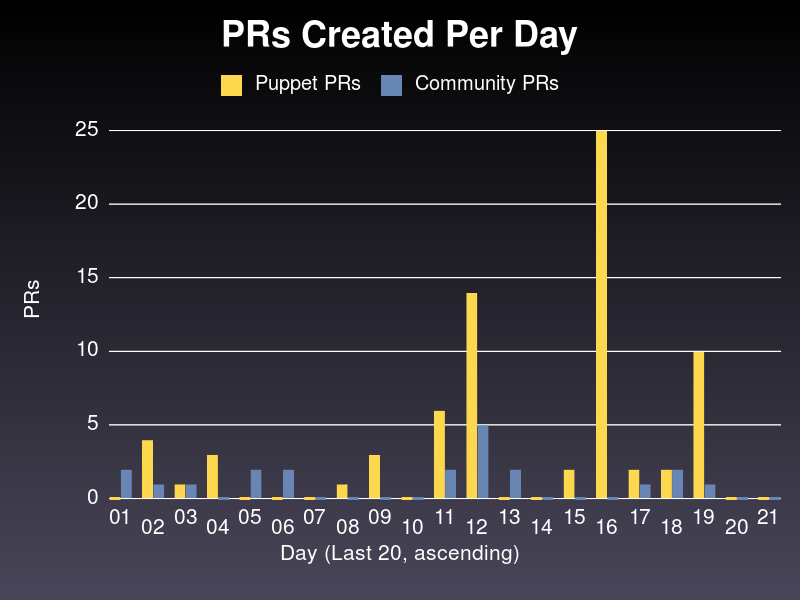 PRs Created Per Day
Puppet PRs Community PRs
25
20
15
10
5
0
PRs
01 02 03 04 05 06 07 08 09 10 11 12 13 14 15 16 17 18 19 20 21
Day (Last 20, ascending)